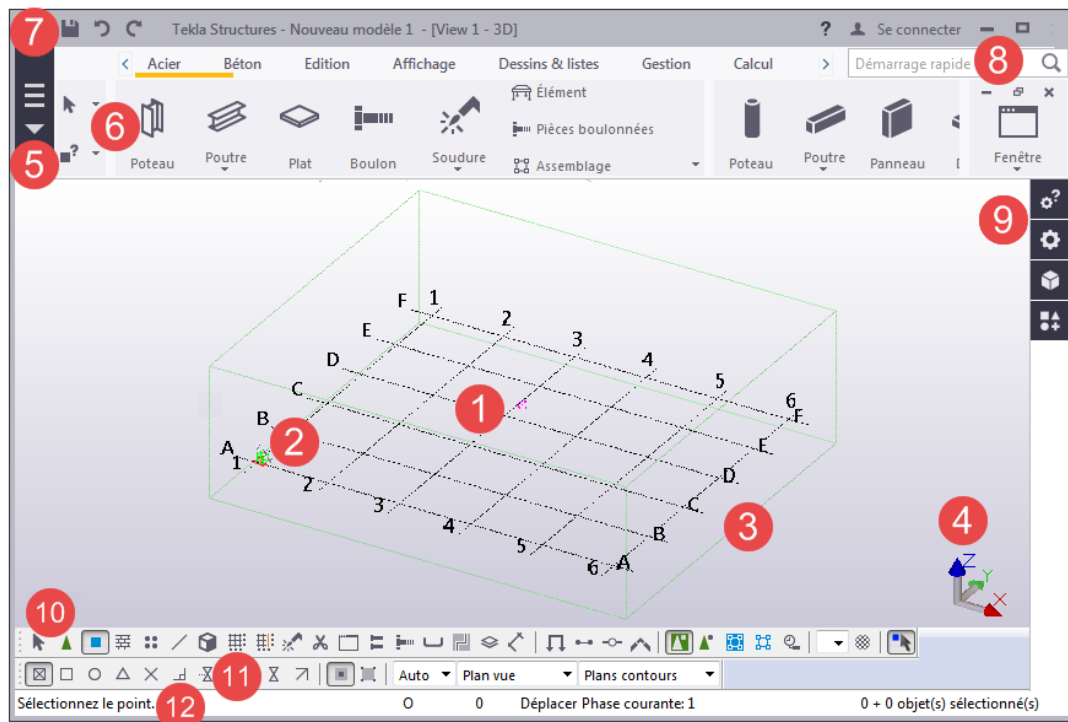 7 Tekla Structures - Nouveau modèle 1 - [View 1 - 3D] ? Se connecter
8
< Acier Béton Edition Affichage Dessins & listes Gestion Calcul > Démarrage rapide
6
5
Poteau Poutre Plat Boulon Soudure
Élément
Pièces boulonnées
Assemblage
Poteau Poutre Panneau Fenêtre
9
F 1
E 2
D 3
C 4
B 5
A 6
1 F
2 E
3 D
4 C
5 B
6 A
1
2
3
4
Z
Y
X
10
11
Auto Plan vue Plans contours
Sélectionnez le point. 12 O 0 Déplacer Phase courante: 1 0 + 0 objet(s) sélectionné(s)